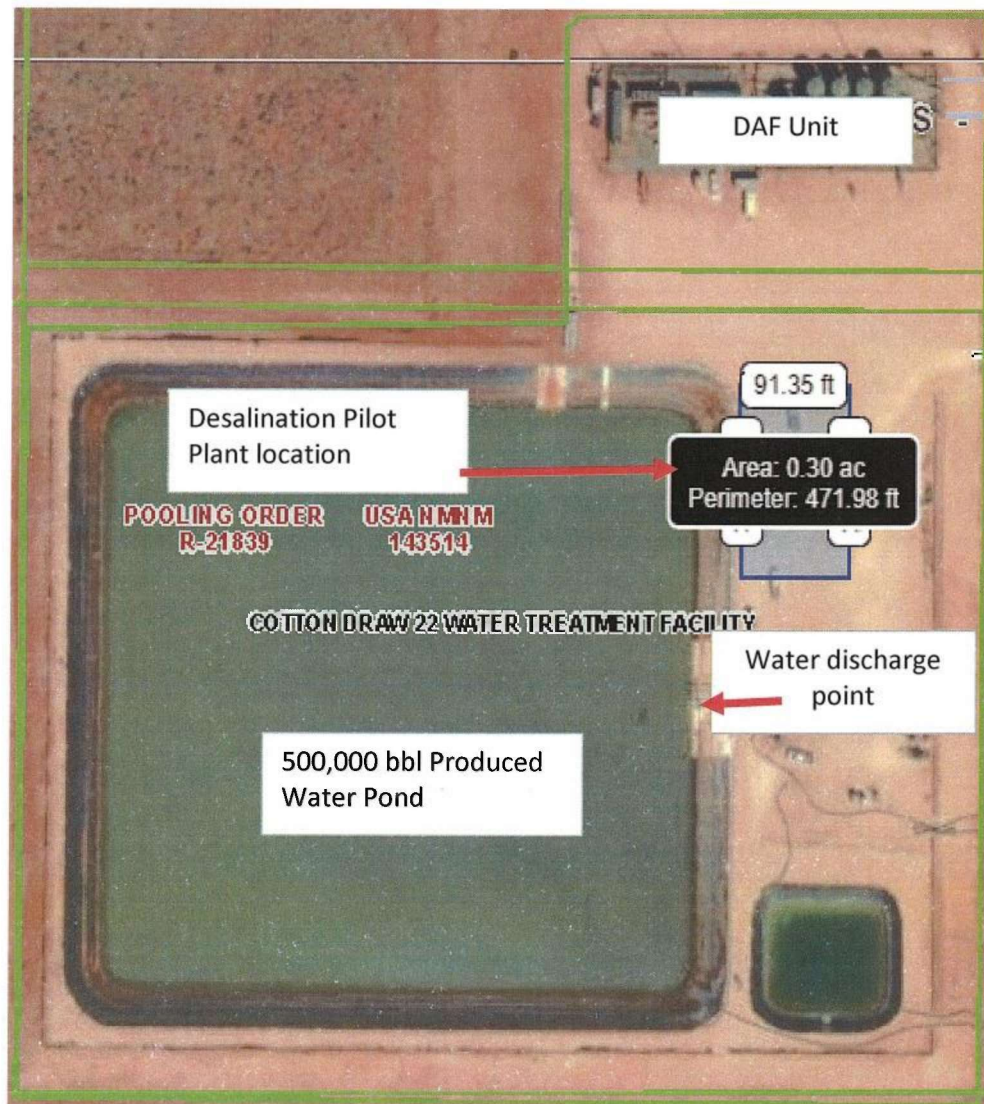 DAF Unit
S
91.35 ft
Desalination Pilot
Plant location
Area: 0.30 ac
Perimeter: 471.98 ft
POOLING ORDER
R-21839
USA NMNM
143514
COTTON DRAW 22 WATER TREATMENT FACILITY
Water discharge
point
500,000 bbl Produced
Water Pond